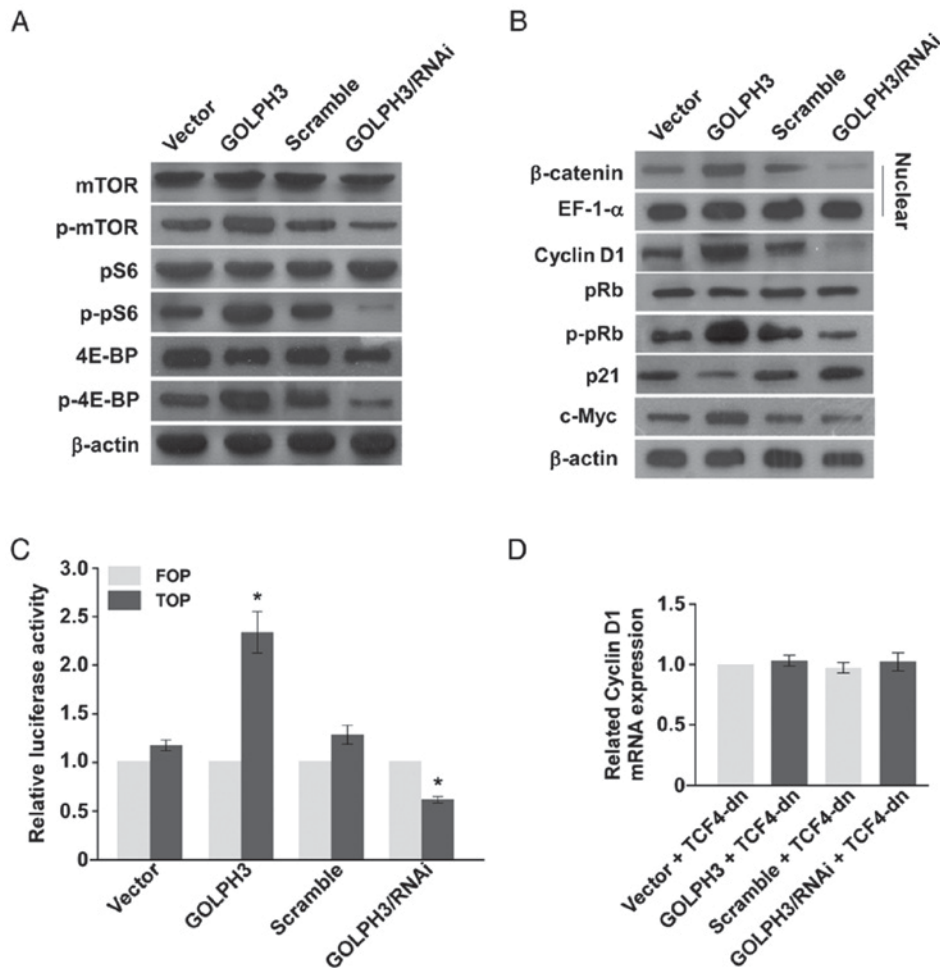 A
Vector
GOLPH3
Scramble
GOLPH3/RNAi
mTOR
p-mTOR
pS6
p-pS6
4E-BP
p-4E-BP
β-actin
B
Vector
GOLPH3
Scramble
GOLPH3/RNAi
β-catenin
EF-1-α
Nuclear
Cyclin D1
pRb
p-pRb
p21
c-Myc
β-actin
C
FOP
TOP
Relative luciferase activity
3.0
2.5
2.0
1.5
1.0
0.5
0
*
*
Vector
GOLPH3
Scramble
GOLPH3/RNAi
D
Related Cyclin D1
mRNA expression
1.5
1.0
0.5
0
Vector + TCF4-dn
GOLPH3 + TCF4-dn
Scramble + TCF4-dn
GOLPH3/RNAi + TCF4-dn